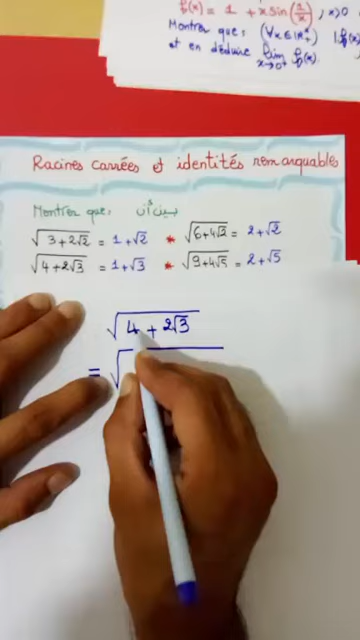 f(x) = 1 + x sin(1/x), x>0
Montrer que: (∀x∈ℝ*₊) |f(x)
et en déduire lim x→0⁺ f(x).
Racines carrées et identités remarquables
Montrer que: بين أن
√(3+2√2) = 1+√2 * √(6+4√2) = 2+√2
√(4+2√3) = 1+√3 * √(9+4√5) = 2+√5
√(4 + 2√3)
= √